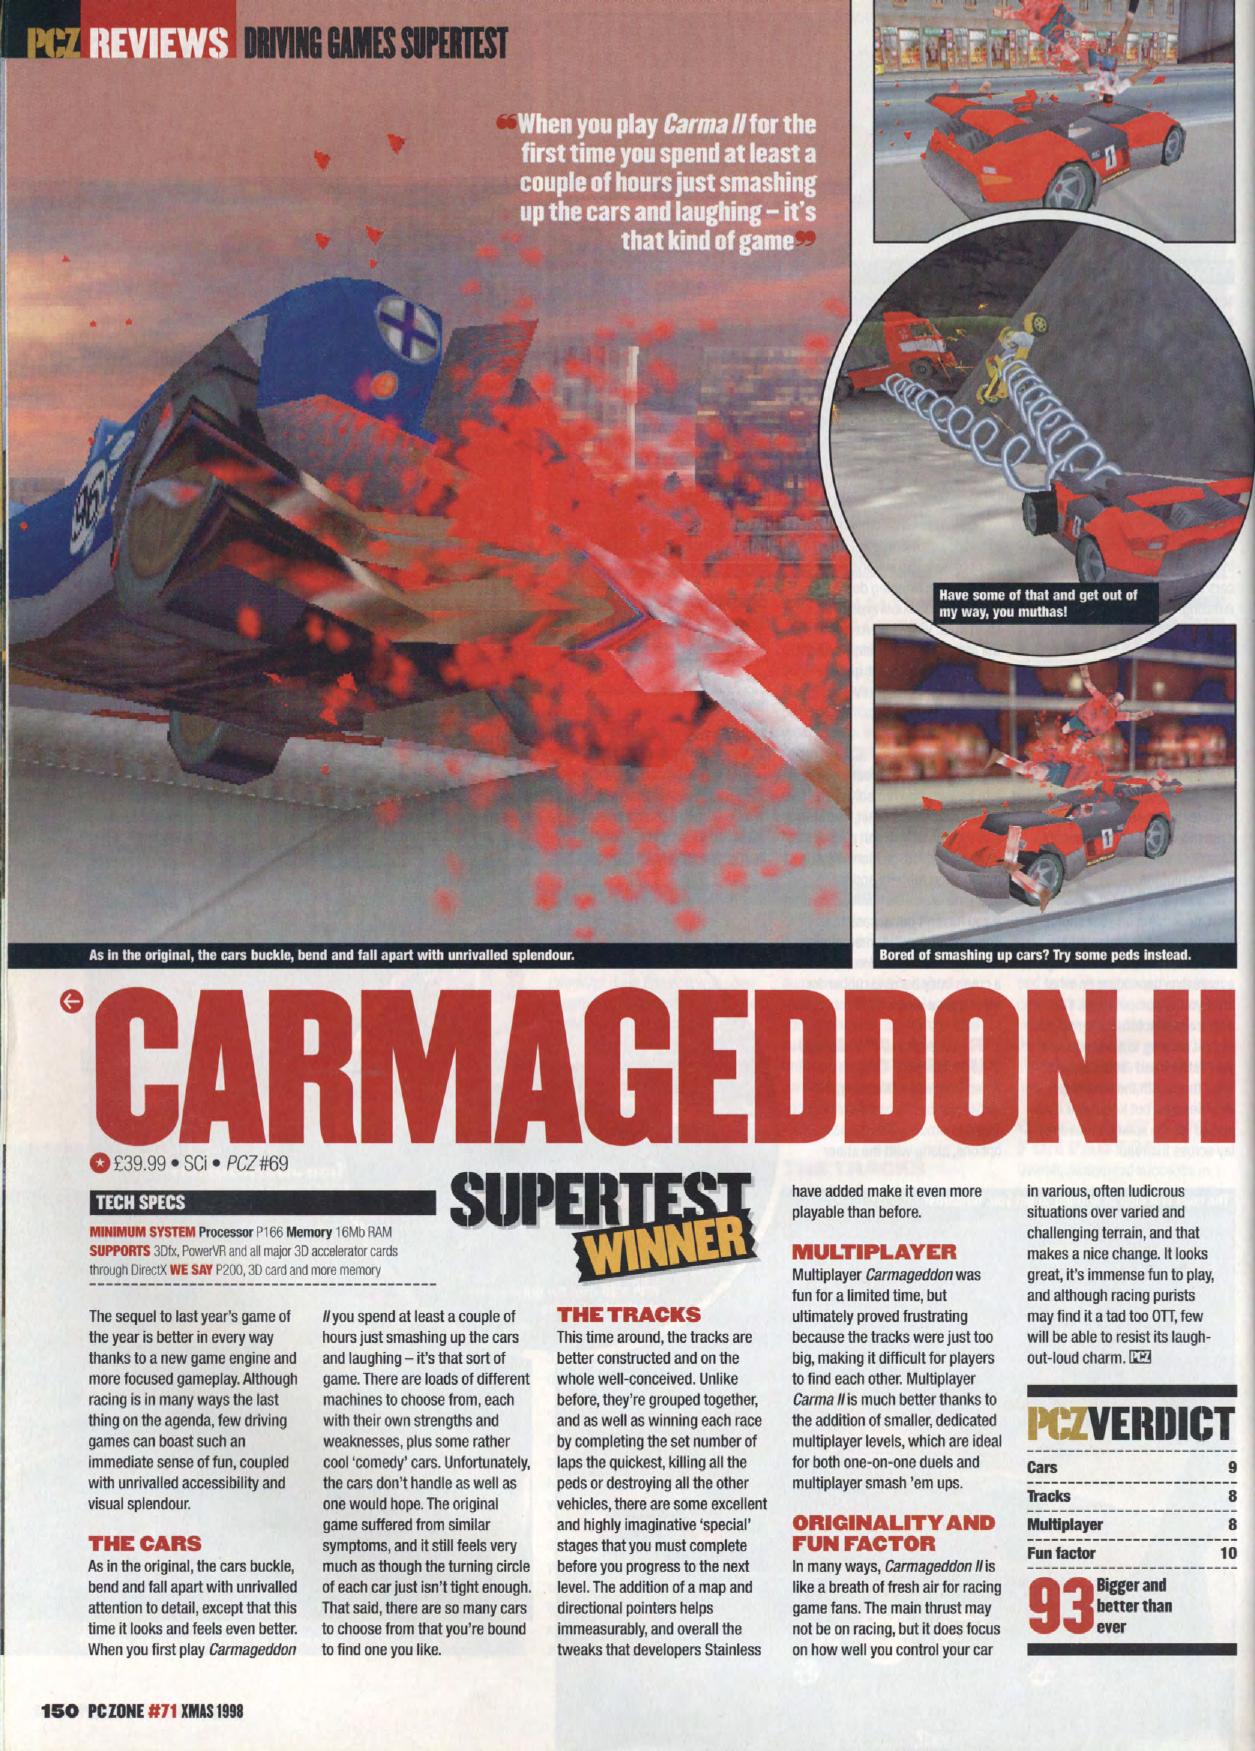 PCZ REVIEWS DRIVING GAMES SUPERTEST
“When you play Carma II for the
first time you spend at least a
couple of hours just smashing
up the cars and laughing – it's
that kind of game”
Have some of that and get out of
my way, you muthas!
As in the original, the cars buckle, bend and fall apart with unrivalled splendour.
Bored of smashing up cars? Try some peds instead.
CARMAGEDDON II
£39.99 • SCi • PCZ #69
TECH SPECS
MINIMUM SYSTEM Processor P166 Memory 16Mb RAM
SUPPORTS 3Dfx, PowerVR and all major 3D accelerator cards
through DirectX WE SAY P200, 3D card and more memory
SUPERTEST
WINNER
The sequel to last year's game of
the year is better in every way
thanks to a new game engine and
more focused gameplay. Although
racing is in many ways the last
thing on the agenda, few driving
games can boast such an
immediate sense of fun, coupled
with unrivalled accessibility and
visual splendour.
THE CARS
As in the original, the cars buckle,
bend and fall apart with unrivalled
attention to detail, except that this
time it looks and feels even better.
When you first play Carmageddon
II you spend at least a couple of
hours just smashing up the cars
and laughing – it's that sort of
game. There are loads of different
machines to choose from, each
with their own strengths and
weaknesses, plus some rather
cool 'comedy' cars. Unfortunately,
the cars don't handle as well as
one would hope. The original
game suffered from similar
symptoms, and it still feels very
much as though the turning circle
of each car just isn't tight enough.
That said, there are so many cars
to choose from that you're bound
to find one you like.
THE TRACKS
This time around, the tracks are
better constructed and on the
whole well-conceived. Unlike
before, they're grouped together,
and as well as winning each race
by completing the set number of
laps the quickest, killing all the
peds or destroying all the other
vehicles, there are some excellent
and highly imaginative 'special'
stages that you must complete
before you progress to the next
level. The addition of a map and
directional pointers helps
immeasurably, and overall the
tweaks that developers Stainless
have added make it even more
playable than before.
MULTIPLAYER
Multiplayer Carmageddon was
fun for a limited time, but
ultimately proved frustrating
because the tracks were just too
big, making it difficult for players
to find each other. Multiplayer
Carma II is much better thanks to
the addition of smaller, dedicated
multiplayer levels, which are ideal
for both one-on-one duels and
multiplayer smash 'em ups.
ORIGINALITY AND
FUN FACTOR
In many ways, Carmageddon II is
like a breath of fresh air for racing
game fans. The main thrust may
not be on racing, but it does focus
on how well you control your car
in various, often ludicrous
situations over varied and
challenging terrain, and that
makes a nice change. It looks
great, it's immense fun to play,
and although racing purists
may find it a tad too OTT, few
will be able to resist its laugh-
out-loud charm. PCZ
PCZVERDICT
Cars 9
Tracks 8
Multiplayer 8
Fun factor 10
93 Bigger and
better than
ever
150 PC ZONE #71 XMAS 1998